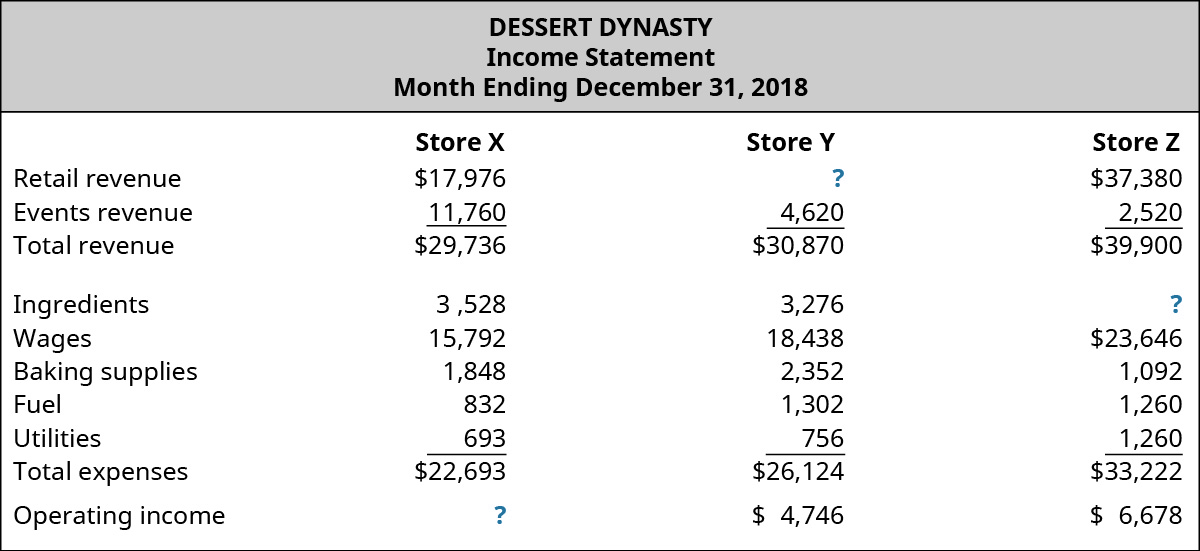 DESSERT DYNASTY
Income Statement
Month Ending December 31, 2018
Store X Store Y Store Z
Retail revenue $17,976 ? $37,380
Events revenue 11,760 4,620 2,520
Total revenue $29,736 $30,870 $39,900
Ingredients 3 ,528 3,276 ?
Wages 15,792 18,438 $23,646
Baking supplies 1,848 2,352 1,092
Fuel 832 1,302 1,260
Utilities 693 756 1,260
Total expenses $22,693 $26,124 $33,222
Operating income ? $ 4,746 $ 6,678